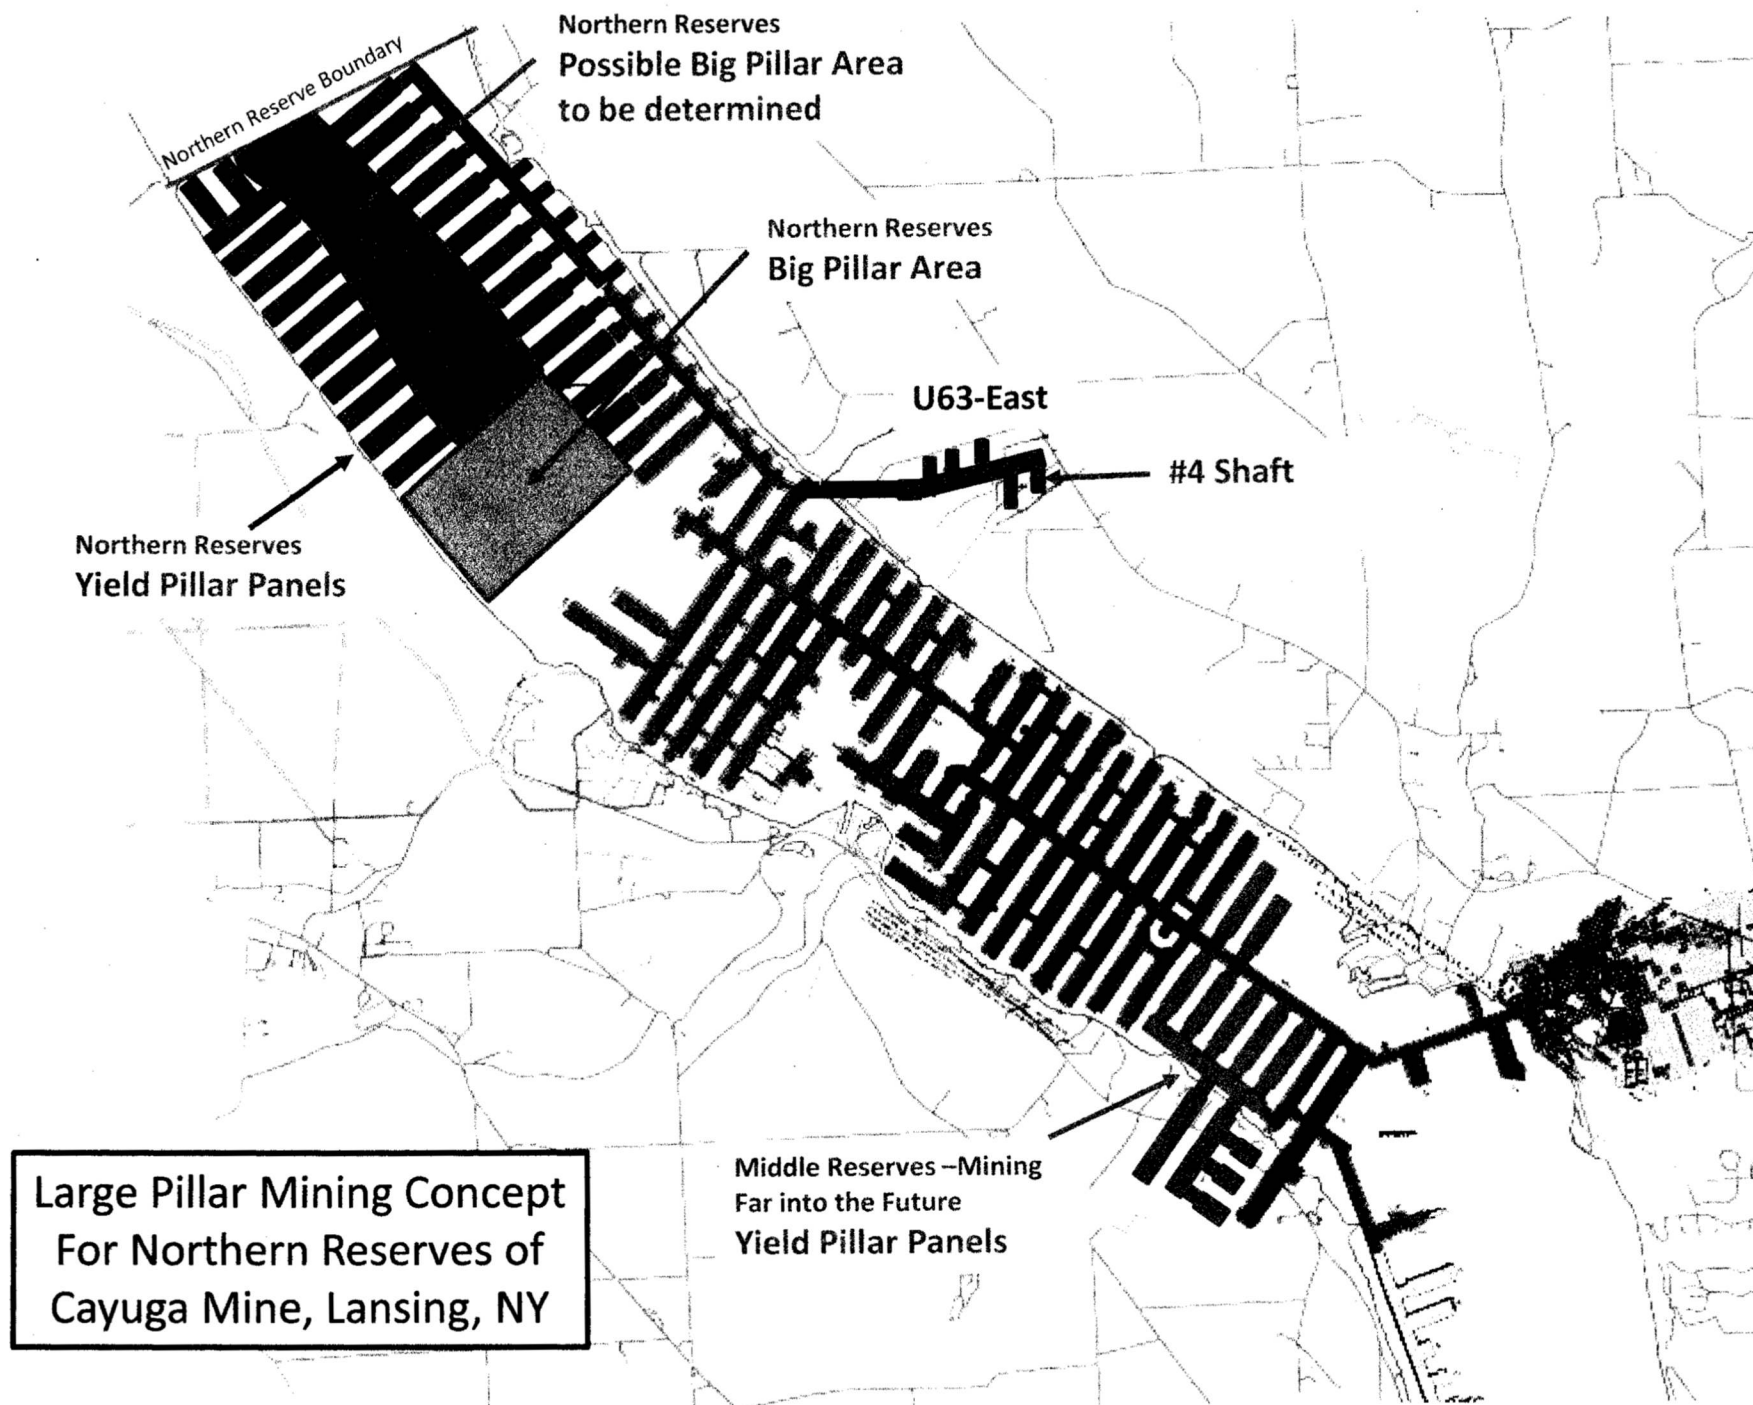 Northern Reserves
Possible Big Pillar Area
to be determined
Northern Reserve Boundary
Northern Reserves
Big Pillar Area
U63-East
#4 Shaft
Northern Reserves
Yield Pillar Panels
Middle Reserves –Mining
Far into the Future
Yield Pillar Panels
Large Pillar Mining Concept
For Northern Reserves of
Cayuga Mine, Lansing, NY